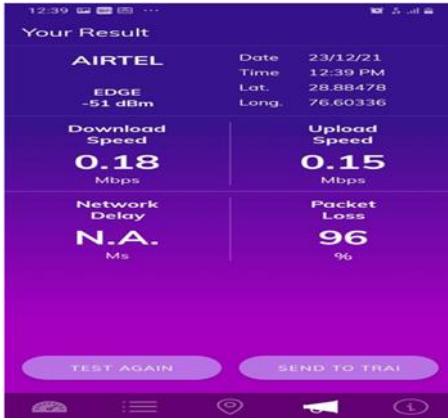 12:39
Your Result
AIRTEL
EDGE
-51 dBm
Date 23/12/21
Time 12:39 PM
Lat. 28.88478
Long. 76.60336
Download Speed
0.18
Mbps
Upload Speed
0.15
Mbps
Network Delay
N.A.
Ms
Packet Loss
96
%
TEST AGAIN
SEND TO TRAI